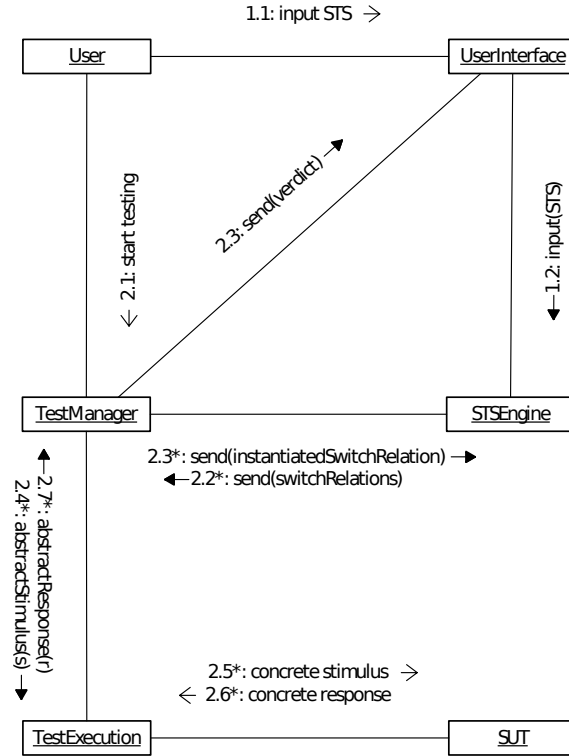 1.1: input STS
User
UserInterface
2.1: start testing
2.3: send(verdict)
1.2: input(STS)
TestManager
STSEngine
2.3*: send(instantiatedSwitchRelation)
2.2*: send(switchRelations)
2.7*: abstractResponse(r)
2.4*: abstractStimulus(s)
2.5*: concrete stimulus
2.6*: concrete response
TestExecution
SUT